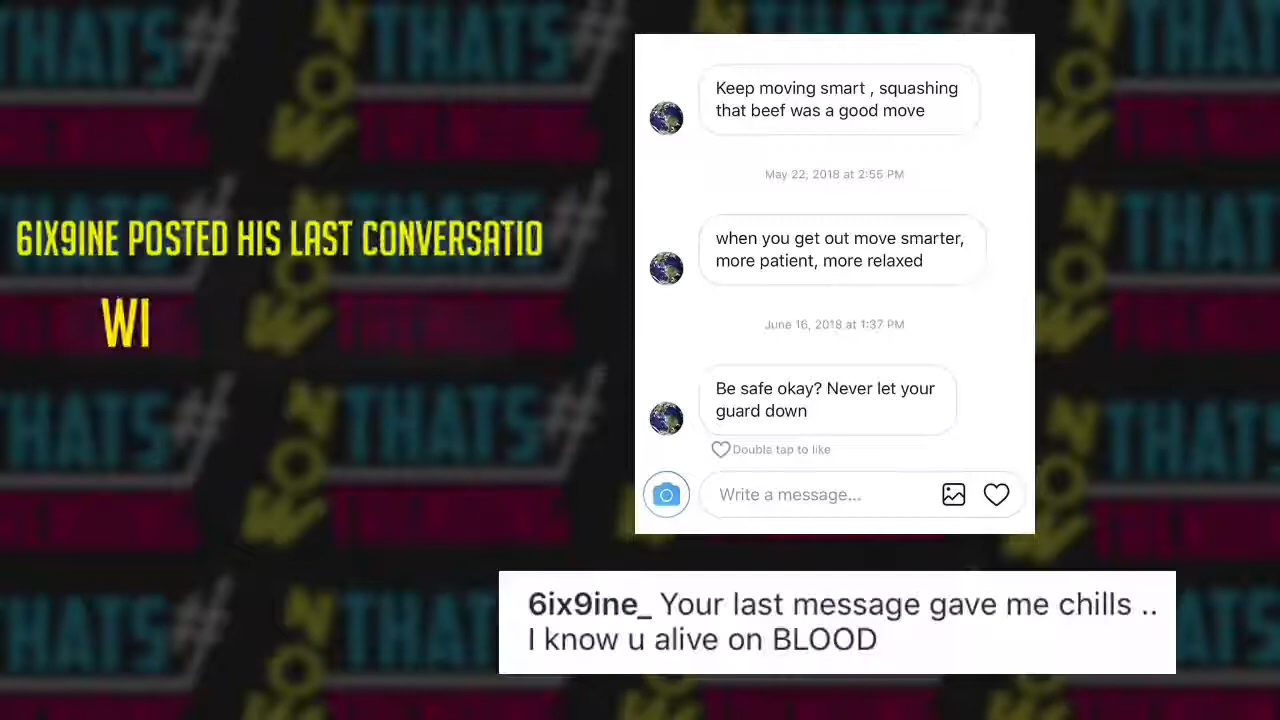 6IX9INE POSTED HIS LAST CONVERSATIO
WI
Keep moving smart , squashing
that beef was a good move
May 22, 2018 at 2:55 PM
when you get out move smarter,
more patient, more relaxed
June 16, 2018 at 1:37 PM
Be safe okay? Never let your
guard down
Double tap to like
Write a message...
6ix9ine_ Your last message gave me chills ..
I know u alive on BLOOD